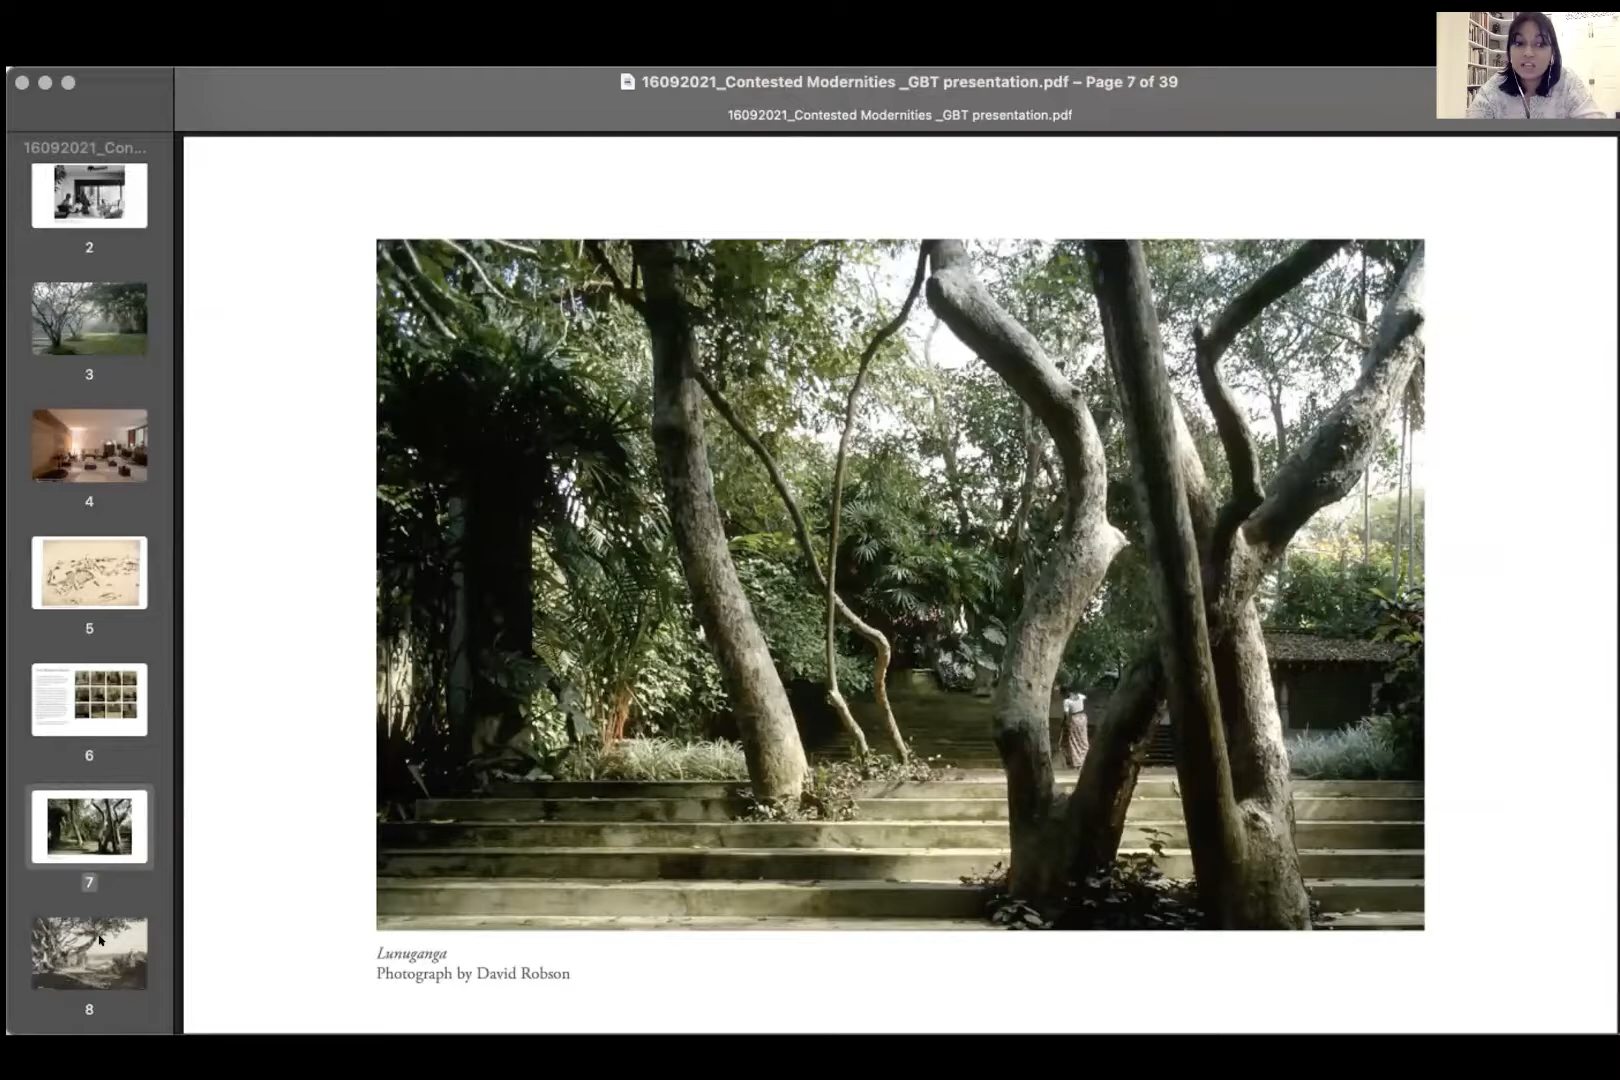 16092021_Contested Modernities _GBT presentation.pdf – Page 7 of 39
16092021_Contested Modernities _GBT presentation.pdf
16092021_Con...
2
3
4
5
6
7
8
Lunuganga
Photograph by David Robson